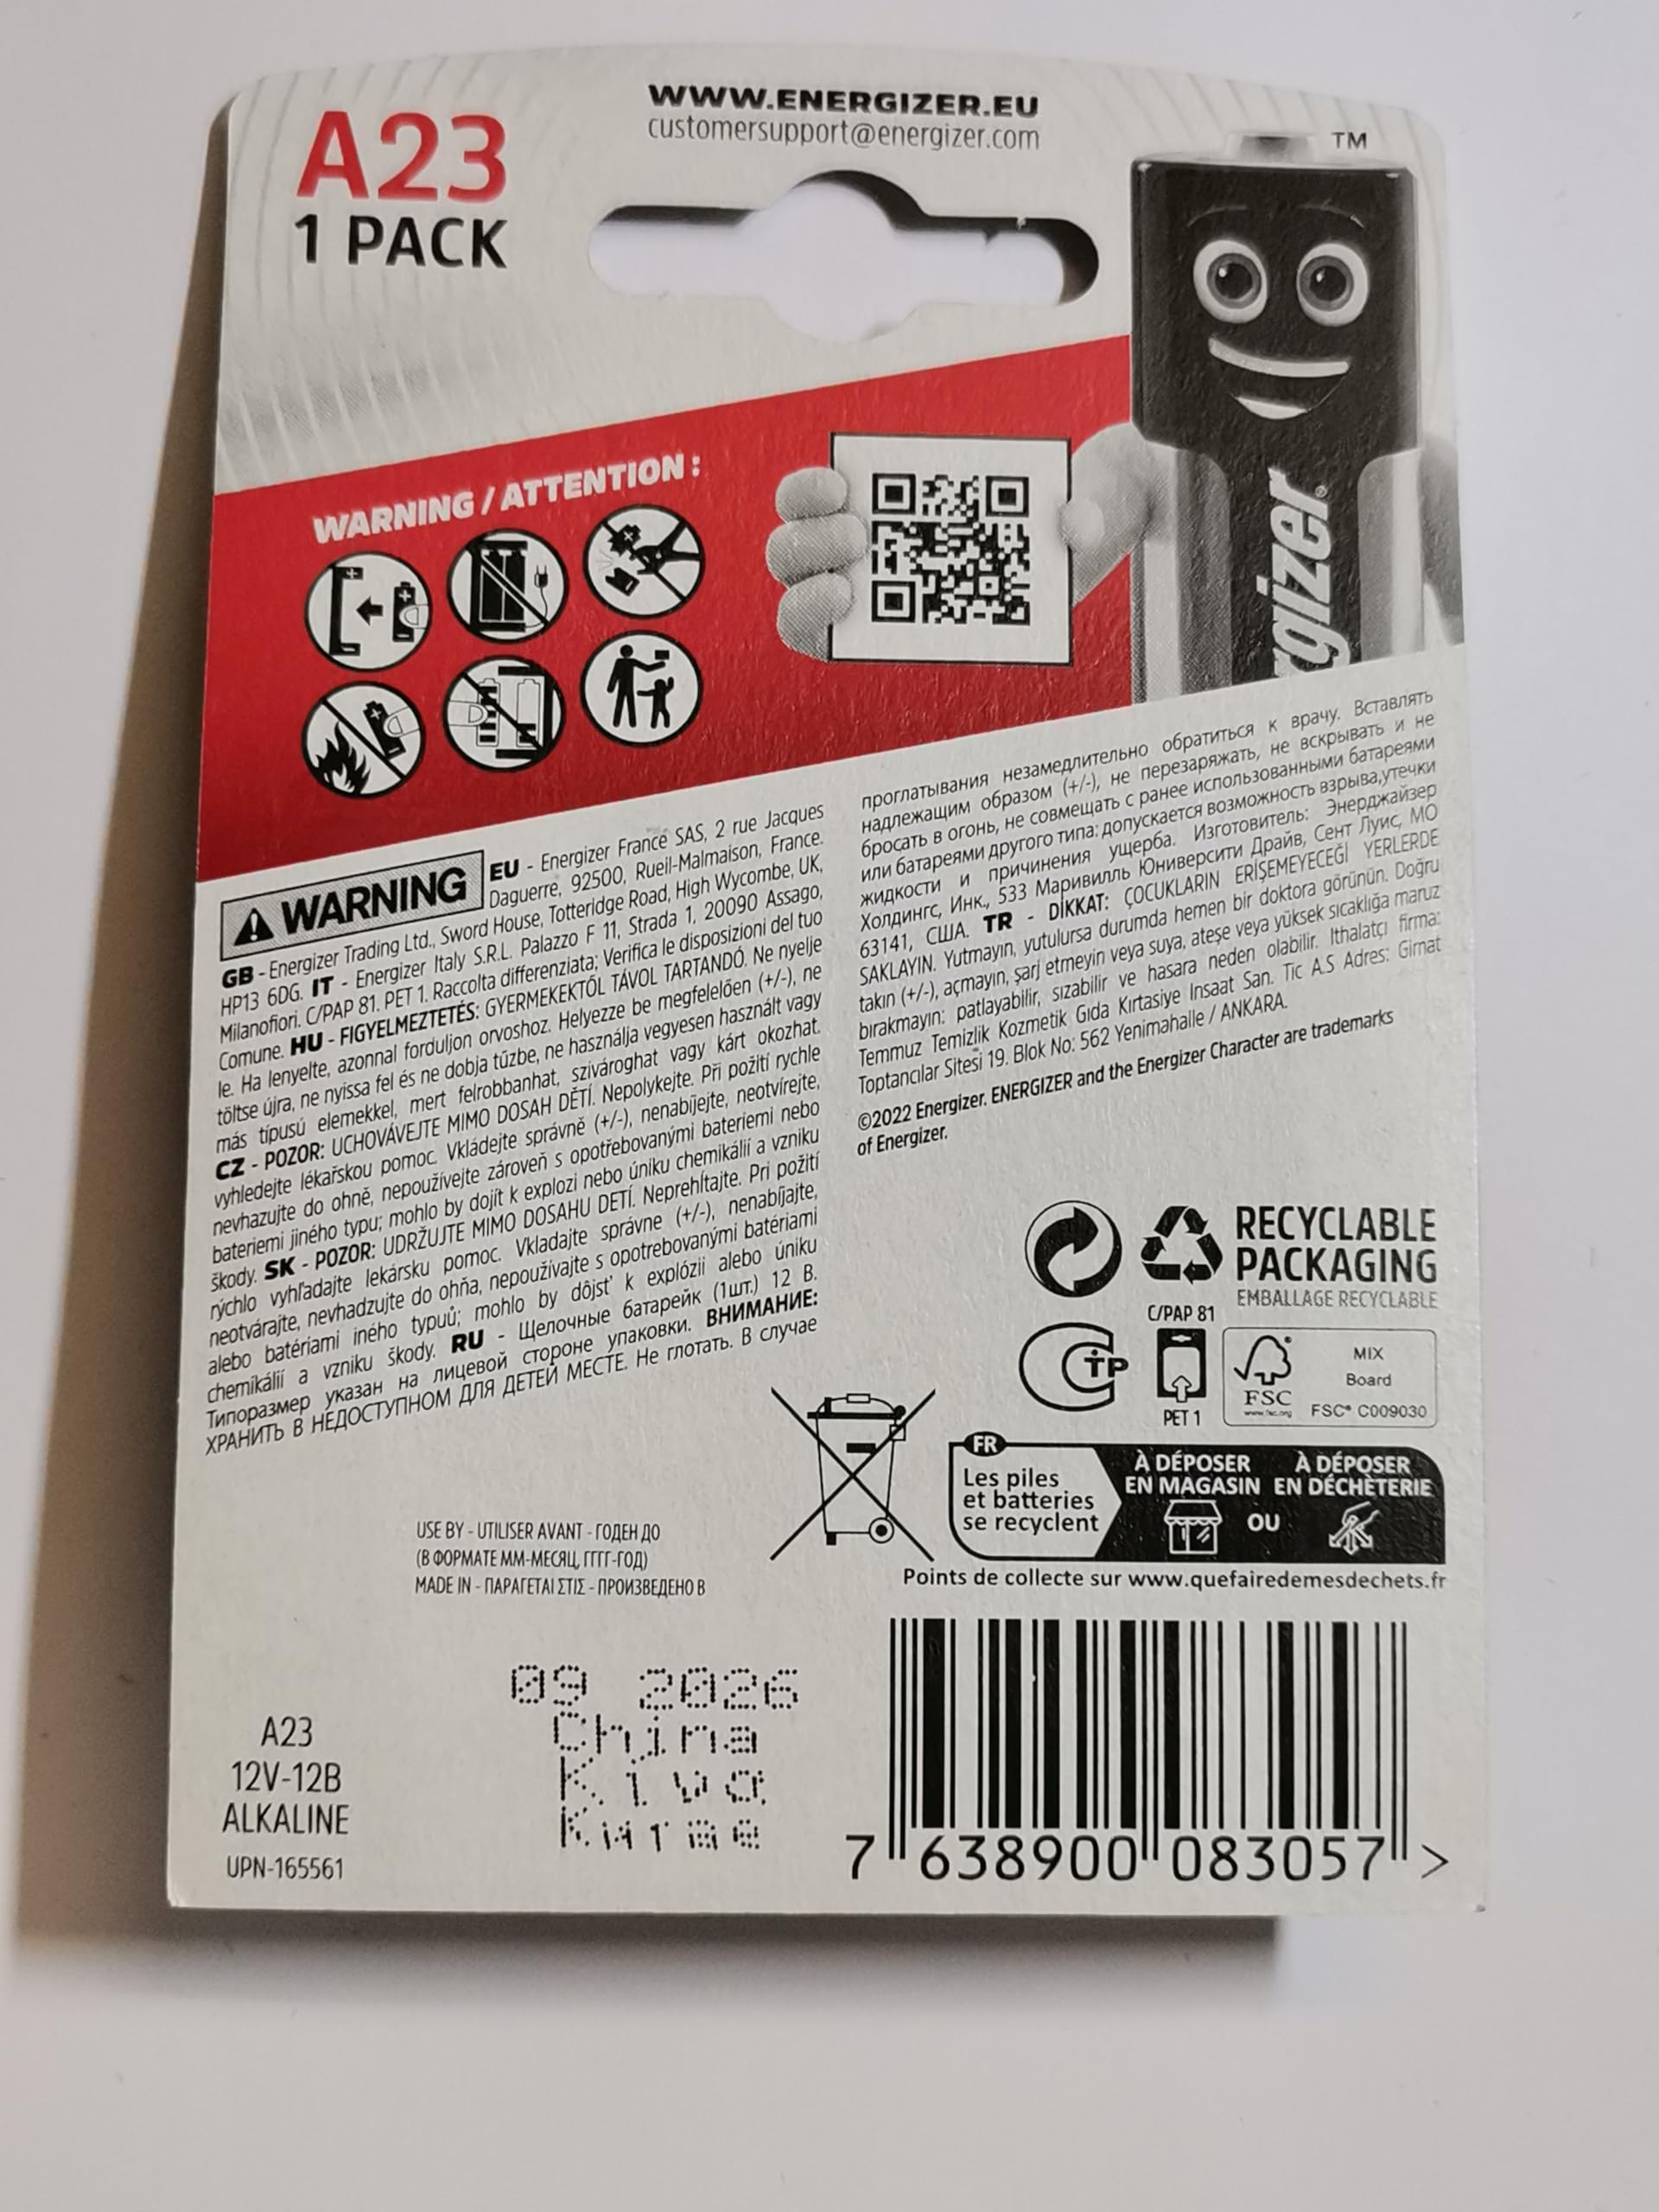 A23
1 PACK
WWW.ENERGIZER.EU
customersupport@energizer.com
TM
WARNING / ATTENTION :
rgizer®
WARNING
EU - Energizer France SAS, 2 rue Jacques
Daguerre, 92500, Rueil-Malmaison, France.
GB - Energizer Trading Ltd., Sword House, Totteridge Road, High Wycombe, UK,
HP13 6DG. IT - Energizer Italy S.R.L. Palazzo F 11, Strada 1, 20090 Assago,
Milanofiori. C/PAP 81. PET 1. Raccolta differenziata; Verifica le disposizioni del tuo
Comune. HU - FIGYELMEZTETÉS: GYERMEKEKTŐL TÁVOL TARTANDÓ. Ne nyelje
le. Ha lenyelte, azonnal forduljon orvoshoz. Helyezze be megfelelően (+/-), ne
töltse újra, ne nyissa fel és ne dobja tűzbe, ne használja vegyesen használt vagy
más típusú elemekkel, mert felrobbanhat, szivároghat vagy kárt okozhat.
CZ - POZOR: UCHOVÁVEJTE MIMO DOSAH DĚTÍ. Nepolykejte. Při požití rychle
vyhledejte lékařskou pomoc. Vkládejte správně (+/-), nenabíjejte, neotvírejte,
nevhazujte do ohně, nepoužívejte zároveň s opotřebovanými bateriemi nebo
bateriemi jiného typu; mohlo by dojít k explozi nebo úniku chemikálií a vzniku
škody. SK - POZOR: UDRŽUJTE MIMO DOSAHU DETÍ. Neprehĺtajte. Pri požití
rýchlo vyhľadajte lekársku pomoc. Vkladajte správne (+/-), nenabíjajte,
neotvárajte, nevhadzujte do ohňa, nepoužívajte s opotrebovanými batériami
alebo batériami iného typuů; mohlo by dôjst' k explózii alebo úniku
chemíkálií a vzniku škody. RU - Щелочные батарейк (1шт.) 12 В.
Типоразмер указан на лицевой стороне упаковки. ВНИМАНИЕ:
ХРАНИТЬ В НЕДОСТУПНОМ ДЛЯ ДЕТЕЙ МЕСТЕ. Не глотать. В случае
проглатывания незамедлительно обратиться к врачу. Вставлять
надлежащим образом (+/-), не перезаряжать, не вскрывать и не
бросать в огонь, не совмещать с ранее использованными батареями
или батареями другого типа: допускается возможность взрыва,утечки
жидкости и причинения ущерба. Изготовитель: Энерджайзер
Холдингс, Инк., 533 Маривилль Юниверсити Драйв, Сент Луис, МО
63141, США. TR - DİKKAT: ÇOCUKLARIN ERİŞEMEYECEĞİ YERLERDE
SAKLAYIN. Yutmayın, yutulursa durumda hemen bir doktora görünün. Doğru
takın (+/-), açmayın, şarj etmeyin veya suya, ateşe veya yüksek sıcaklığa maruz
bırakmayın: patlayabilir, sızabilir ve hasara neden olabilir. Ithalatçı firma:
Temmuz Temizlik Kozmetik Gıda Kırtasiye Insaat San. Tic A.S Adres: Gimat
Toptancılar Sitesi 19. Blok No: 562 Yenimahalle / ANKARA.
©2022 Energizer. ENERGIZER and the Energizer Character are trademarks
of Energizer.
RECYCLABLE
PACKAGING
EMBALLAGE RECYCLABLE
C/PAP 81
PET 1
CTP
FSC®
www.fsc.org
MIX
Board
FSC® C009030
FR
Les piles
et batteries
se recyclent
À DÉPOSER
EN MAGASIN
OU
À DÉPOSER
EN DÉCHÈTERIE
Points de collecte sur www.quefairedemesdechets.fr
USE BY - UTILISER AVANT - ГОДЕН ДО
(В ФОРМАТЕ ММ-МЕСЯЦ, ГГГГ-ГОД)
MADE IN - ΠΑΡΑΓΕΤΑΙ ΣΤΙΣ - ПРОИЗВЕДЕНО В
09 2026
China
Κίνα
Китае
A23
12V-12B
ALKALINE
UPN-165561
7 638900 083057 >